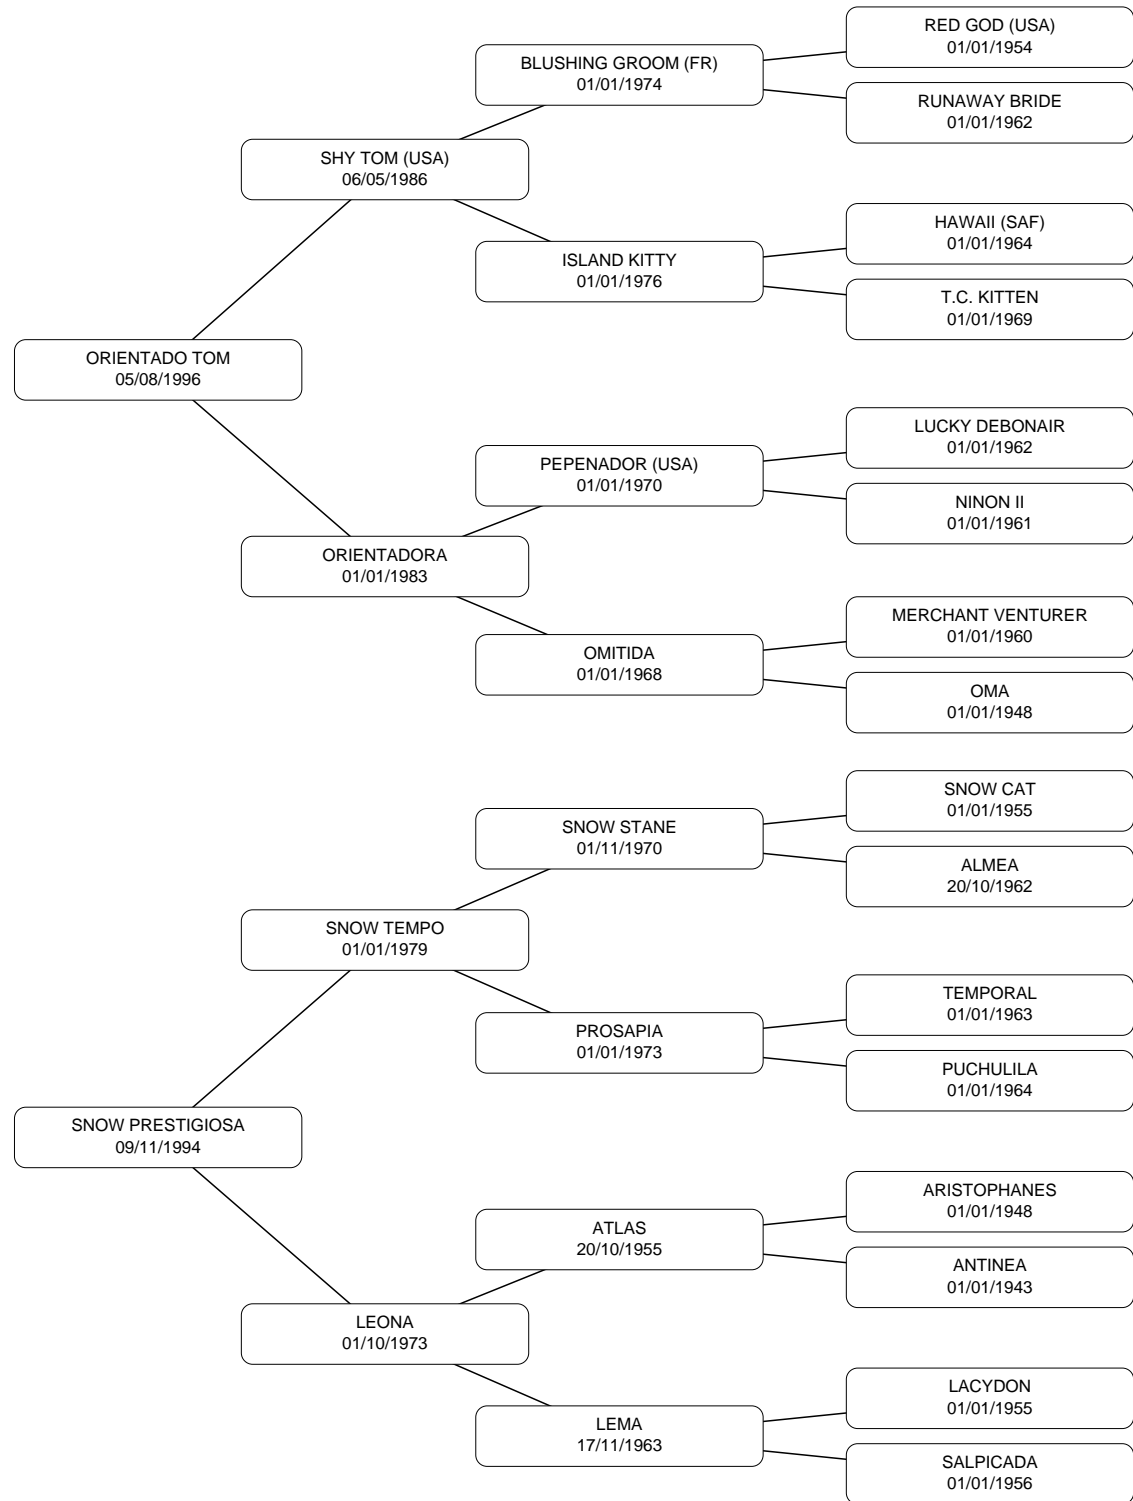 RED GOD (USA)
01/01/1954
BLUSHING GROOM (FR)
01/01/1974
RUNAWAY BRIDE
01/01/1962
SHY TOM (USA)
06/05/1986
HAWAII (SAF)
01/01/1964
ISLAND KITTY
01/01/1976
T.C. KITTEN
01/01/1969
ORIENTADO TOM
05/08/1996
LUCKY DEBONAIR
01/01/1962
PEPENADOR (USA)
01/01/1970
NINON II
01/01/1961
ORIENTADORA
01/01/1983
MERCHANT VENTURER
01/01/1960
OMITIDA
01/01/1968
OMA
01/01/1948
SNOW CAT
01/01/1955
SNOW STANE
01/11/1970
ALMEA
20/10/1962
SNOW TEMPO
01/01/1979
TEMPORAL
01/01/1963
PROSAPIA
01/01/1973
PUCHULILA
01/01/1964
SNOW PRESTIGIOSA
09/11/1994
ARISTOPHANES
01/01/1948
ATLAS
20/10/1955
ANTINEA
01/01/1943
LEONA
01/10/1973
LACYDON
01/01/1955
LEMA
17/11/1963
SALPICADA
01/01/1956